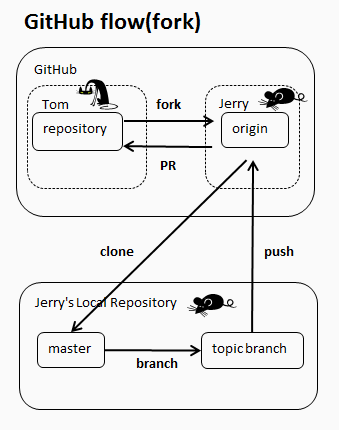 GitHub flow(fork)
GitHub
Tom
fork
Jerry
repository
origin
PR
clone
push
Jerry's Local Repository
master
topic branch
branch